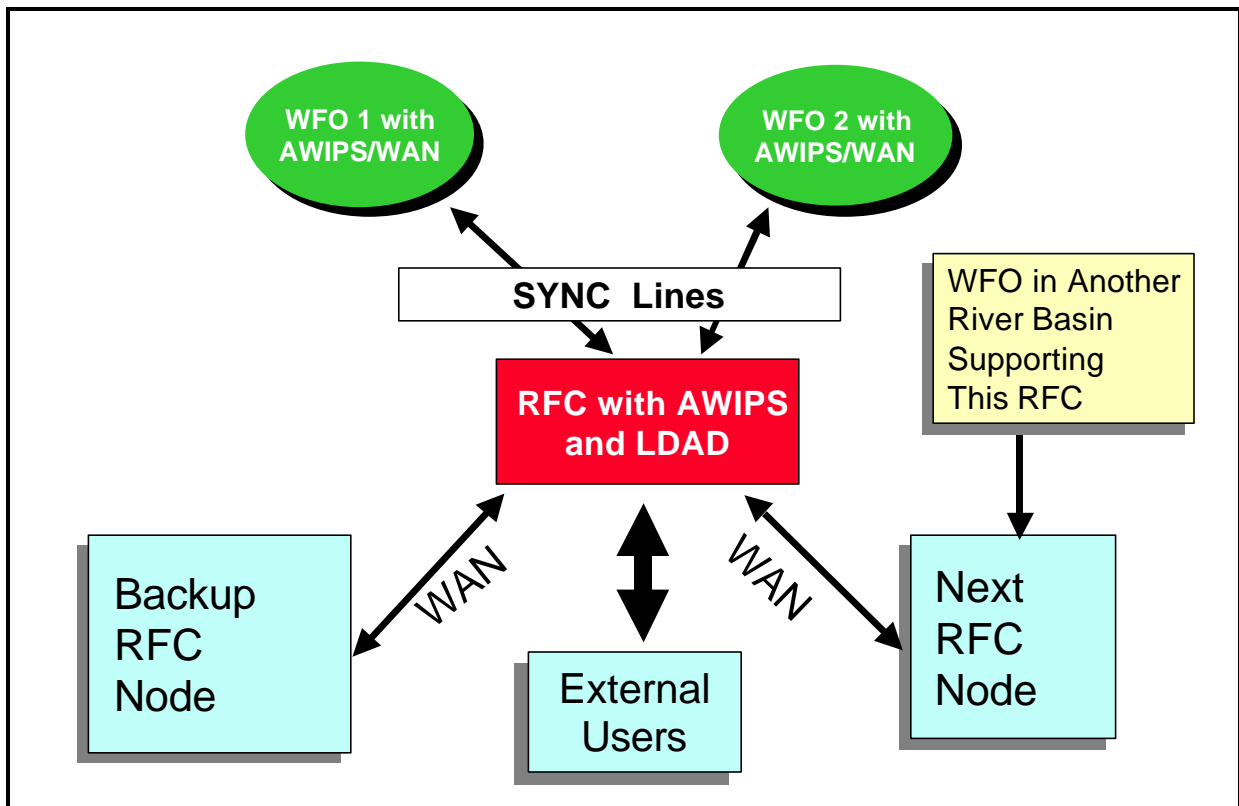 WFO 1 with
AWIPS/WAN
WFO 2 with
AWIPS/WAN
SYNC Lines
WFO in Another
River Basin
Supporting
This RFC
RFC with AWIPS
and LDAD
WAN
WAN
Backup
RFC
Node
External
Users
Next
RFC
Node